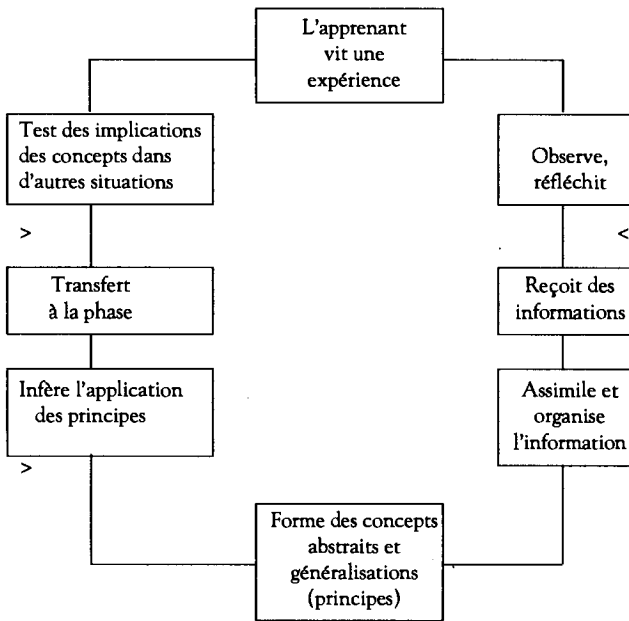 L'apprenant
vit une
expérience
Test des implications
des concepts dans
d'autres situations
Observe,
réfléchit
>
<
Transfert
à la phase
Reçoit des
informations
Infère l'application
des principes
Assimile et
organise
l'information
>
Forme des concepts
abstraits et
généralisations
(principes)